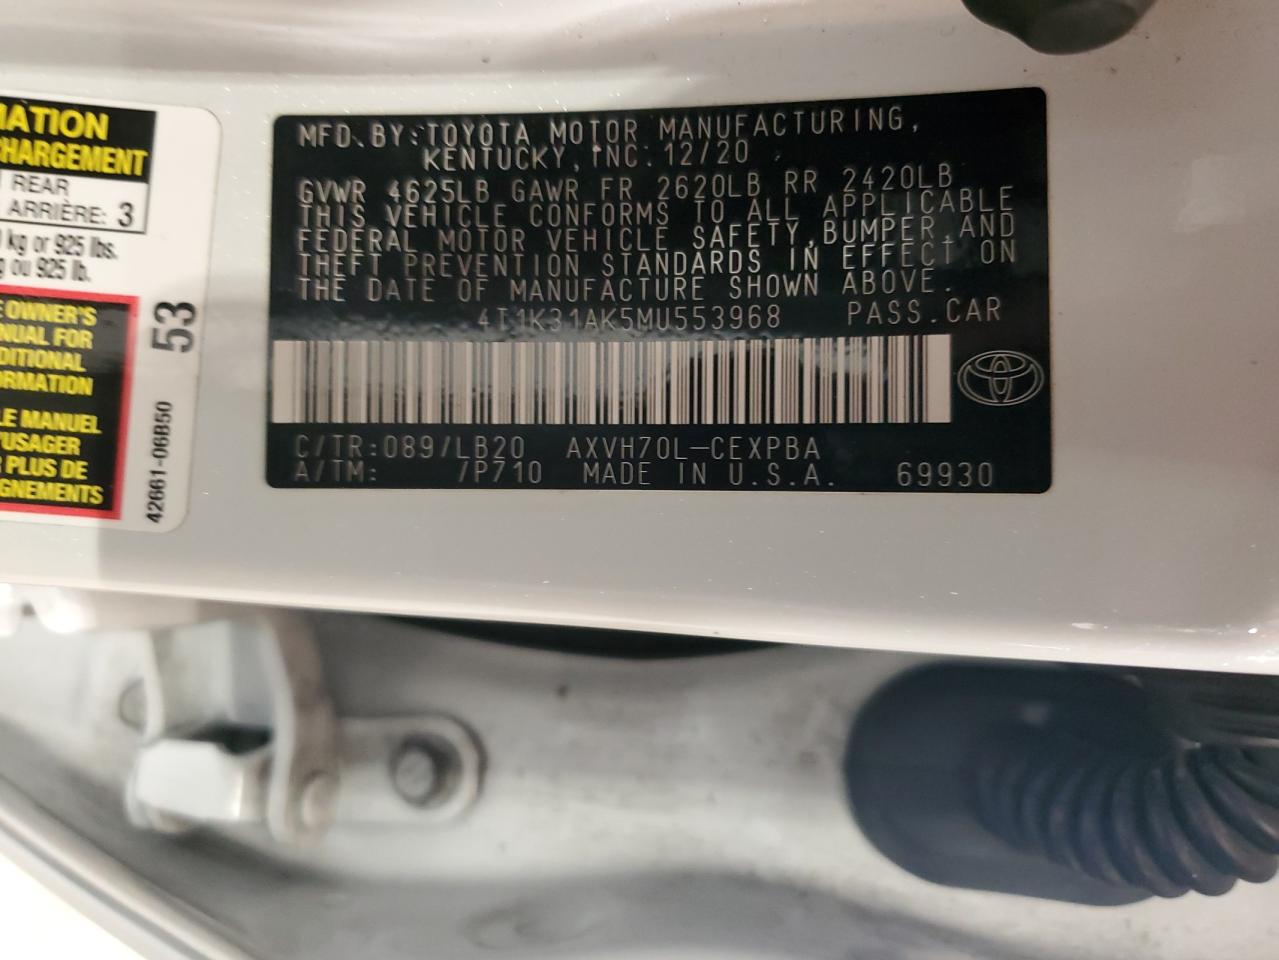 MATION
CHARGEMENT
REAR
ARRIÈRE: 3
kg or 925 lbs.
ou 925 lb.
OWNER'S
MANUAL FOR
DITIONAL
ORMATION
LE MANUEL
'USAGER
PLUS DE
GNEMENTS
53
42661-06B50
MFD.BY:TOYOTA MOTOR MANUFACTURING,
KENTUCKY,INC.12/20
GVWR 4625LB GAWR FR 2620LB RR 2420LB
THIS VEHICLE CONFORMS TO ALL APPLICABLE
FEDERAL MOTOR VEHICLE SAFETY,BUMPER,AND
THEFT PREVENTION STANDARDS IN EFFECT ON
THE DATE OF MANUFACTURE SHOWN ABOVE.
4T1K31AK5MU553968 PASS.CAR
C/TR:089/LB20 AXVH70L-CEXPBA
A/TM: /P710 MADE IN U.S.A. 69930